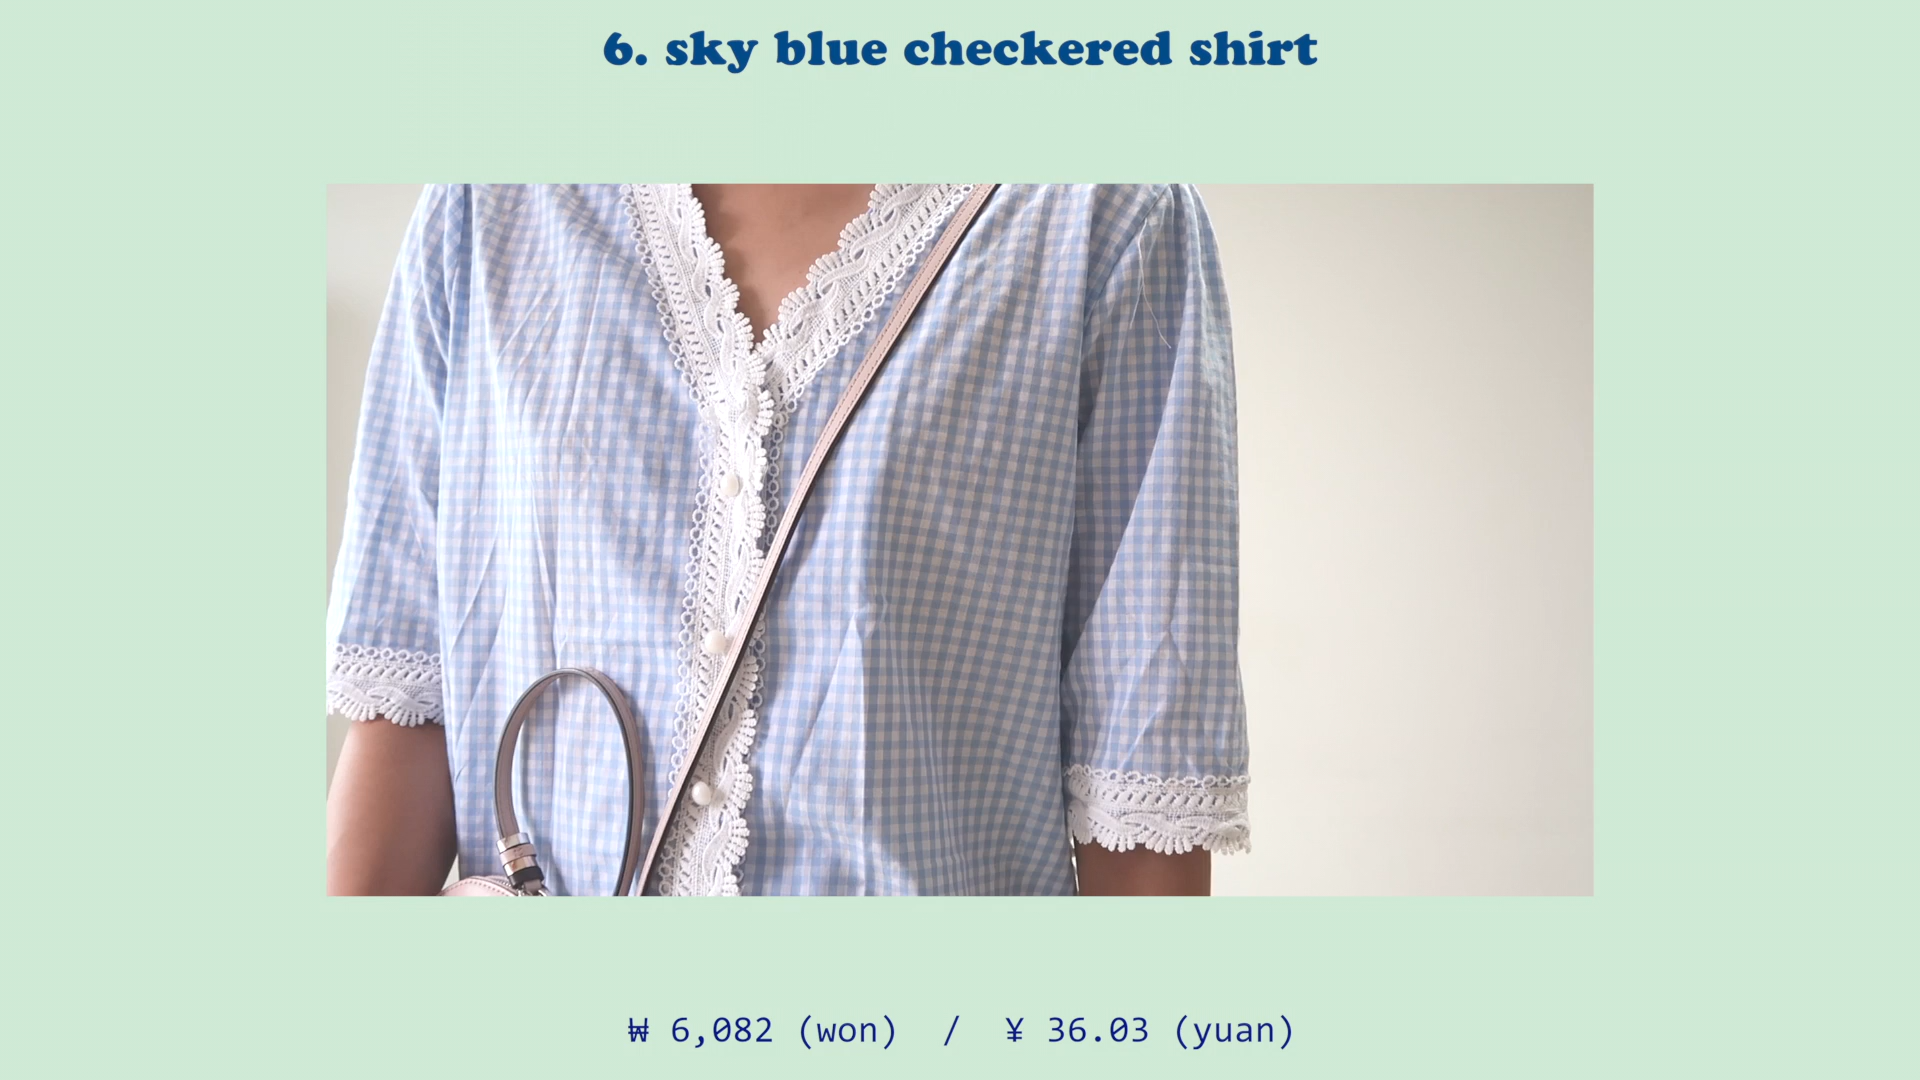 6. sky blue checkered shirt
₩ 6,082 (won) / ¥ 36.03 (yuan)